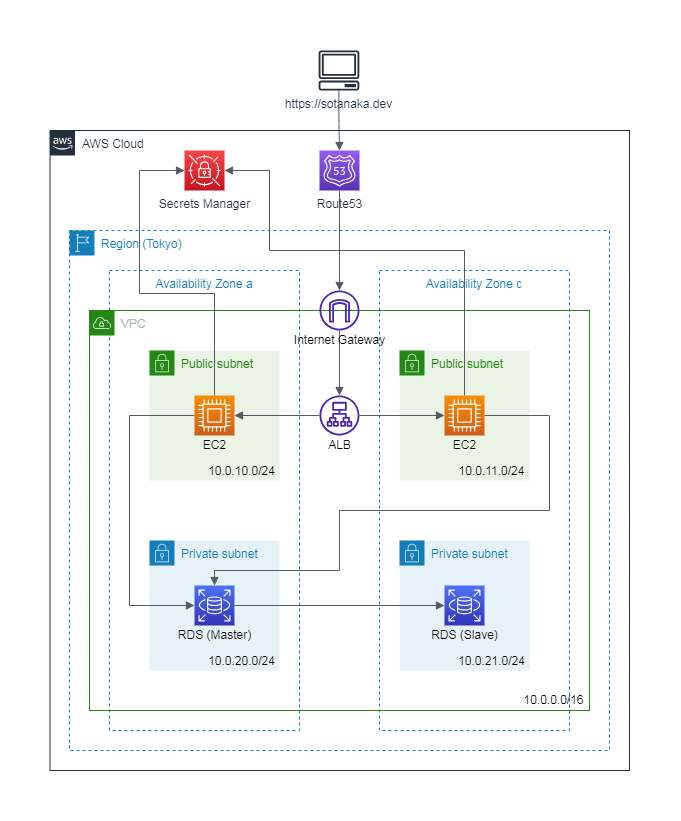 https://sotanaka.dev
aws
AWS Cloud
53
Secrets Manager
Route53
Region (Tokyo)
Availability Zone a
Availability Zone c
VPC
Internet Gateway
Public subnet
Public subnet
EC2
ALB
EC2
10.0.10.0/24
10.0.11.0/24
Private subnet
Private subnet
RDS (Master)
RDS (Slave)
10.0.20.0/24
10.0.21.0/24
10.0.0.0/16